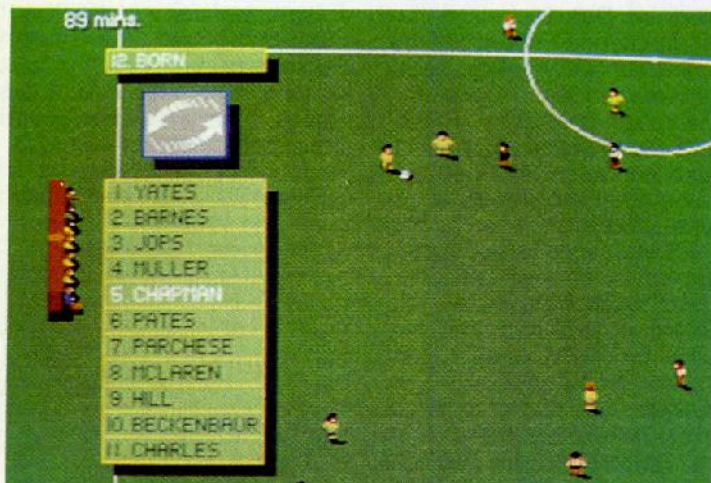 89 mins.
12. BORN
1. YATES
2. BARNES
3. JOPS
4. MULLER
5. CHAPMAN
6. PATES
7. PARCHESE
8. MCLAREN
9. HILL
10. BECKENBAUR
11. CHARLES